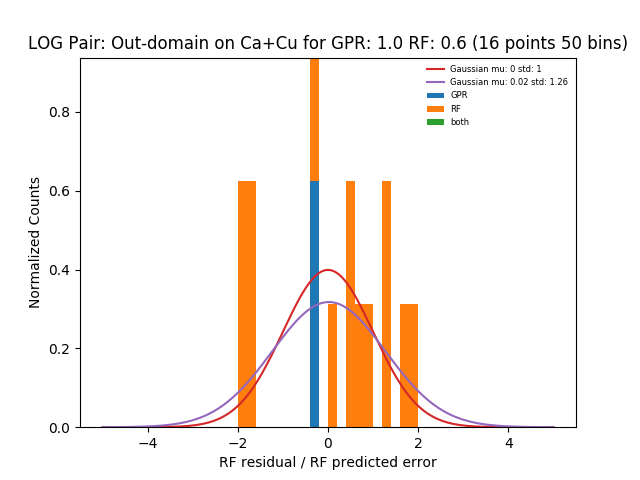 LOG Pair: Out-domain on Ca+Cu for GPR: 1.0 RF: 0.6 (16 points 50 bins)
Gaussian mu: 0 std: 1
Gaussian mu: 0.02 std: 1.26
GPR
RF
both
Normalized Counts
0.8
0.6
0.4
0.2
0.0
−4
−2
0
2
4
RF residual / RF predicted error